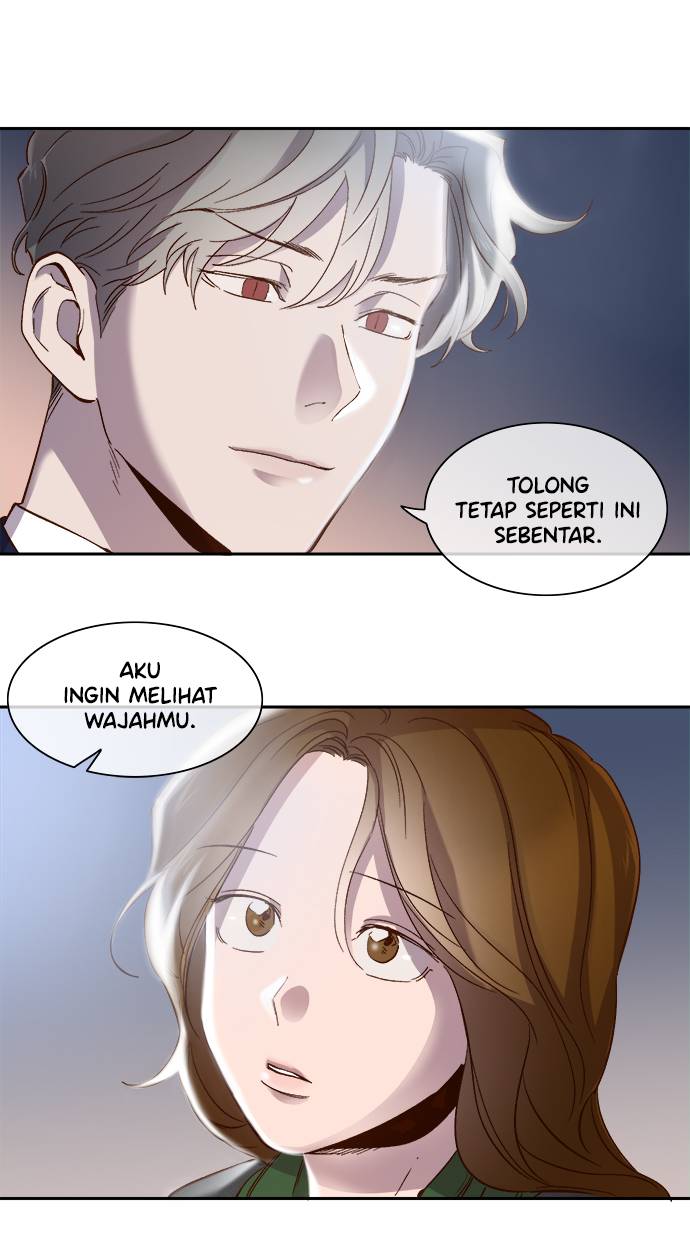 TOLONG
TETAP SEPERTI INI
SEBENTAR.
AKU
INGIN MELIHAT
WAJAHMU.